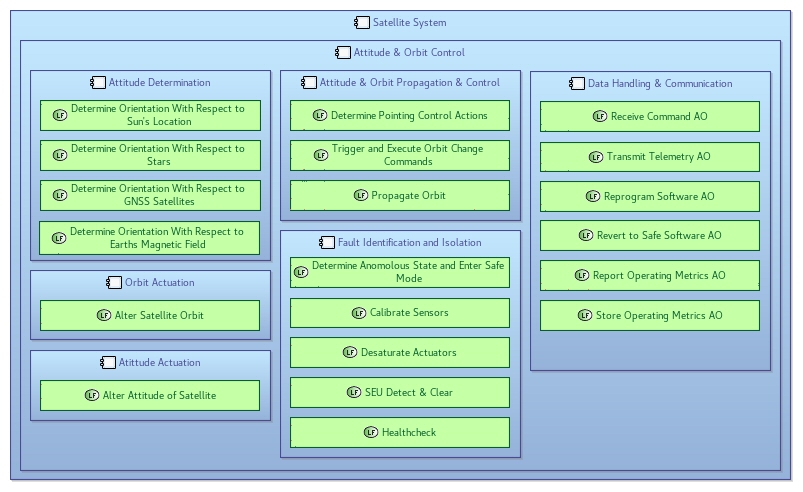 Satellite System
Attitude & Orbit Control
Attitude Determination
LF Determine Orientation With Respect to
Sun's Location
LF Determine Orientation With Respect to
Stars
LF Determine Orientation With Respect to
GNSS Satellites
LF Determine Orientation With Respect to
Earths Magnetic Field
Orbit Actuation
LF Alter Satellite Orbit
Atittude Actuation
LF Alter Attitude of Satellite
Attitude & Orbit Propagation & Control
LF Determine Pointing Control Actions
LF Trigger and Execute Orbit Change
Commands
LF Propagate Orbit
Fault Identification and Isolation
LF Determine Anomolous State and Enter Safe
Mode
LF Calibrate Sensors
LF Desaturate Actuators
LF SEU Detect & Clear
LF Healthcheck
Data Handling & Communication
LF Receive Command AO
LF Transmit Telemetry AO
LF Reprogram Software AO
LF Revert to Safe Software AO
LF Report Operating Metrics AO
LF Store Operating Metrics AO